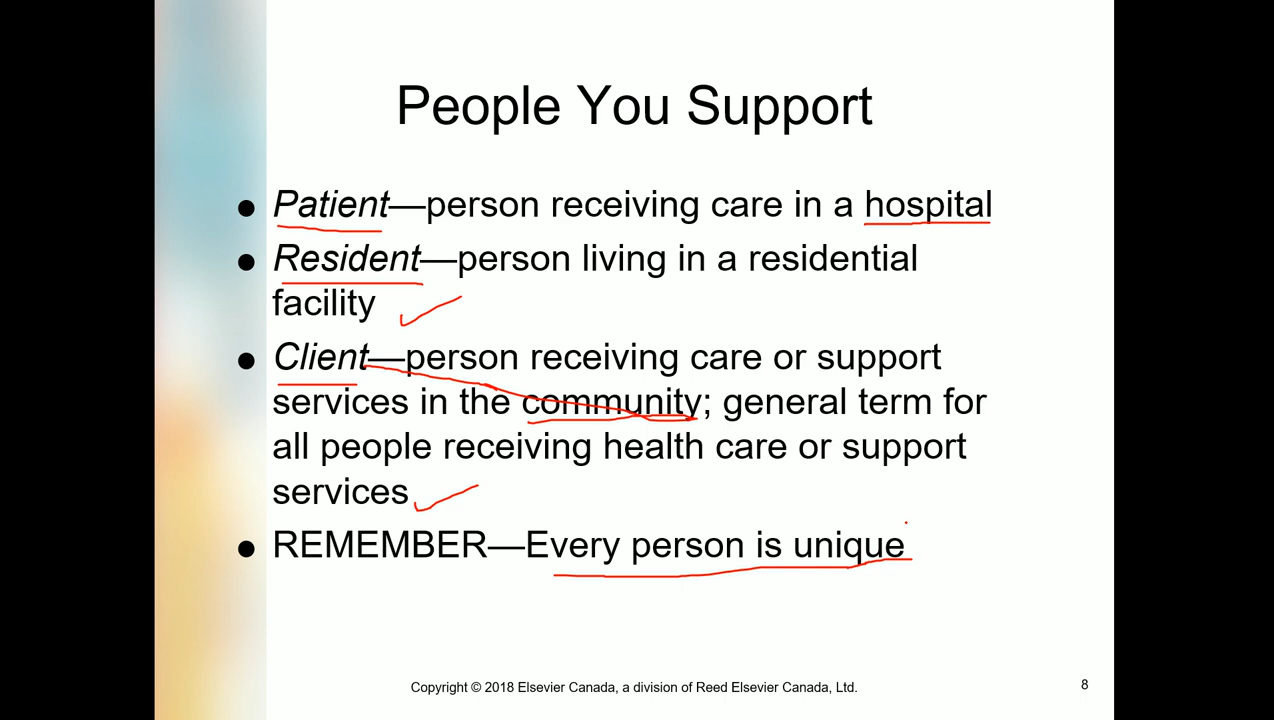 People You Support
● Patient—person receiving care in a hospital
● Resident—person living in a residential
facility
● Client—person receiving care or support
services in the community; general term for
all people receiving health care or support
services
● REMEMBER—Every person is unique
Copyright © 2018 Elsevier Canada, a division of Reed Elsevier Canada, Ltd.
8